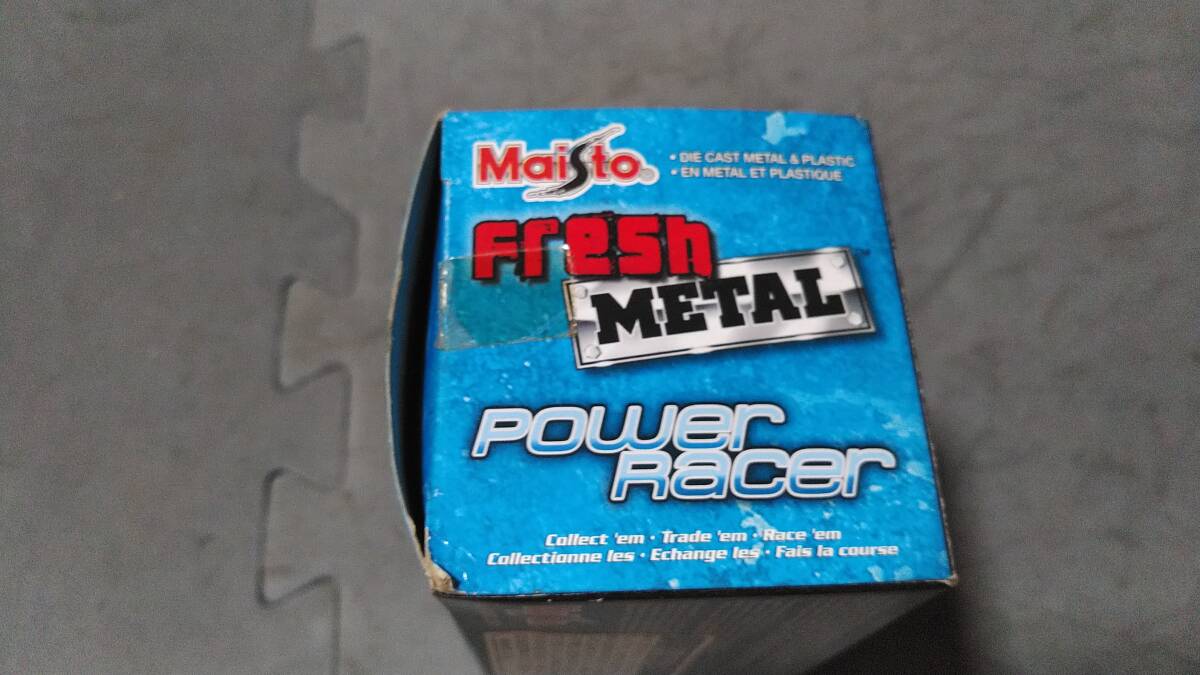 Maisto®
• DIE CAST METAL & PLASTIC
• EN METAL ET PLASTIQUE
Fresh
METAL
POWER
RACER
Collect 'em • Trade 'em • Race 'em
Collectionne les • Echange les • Fais la course